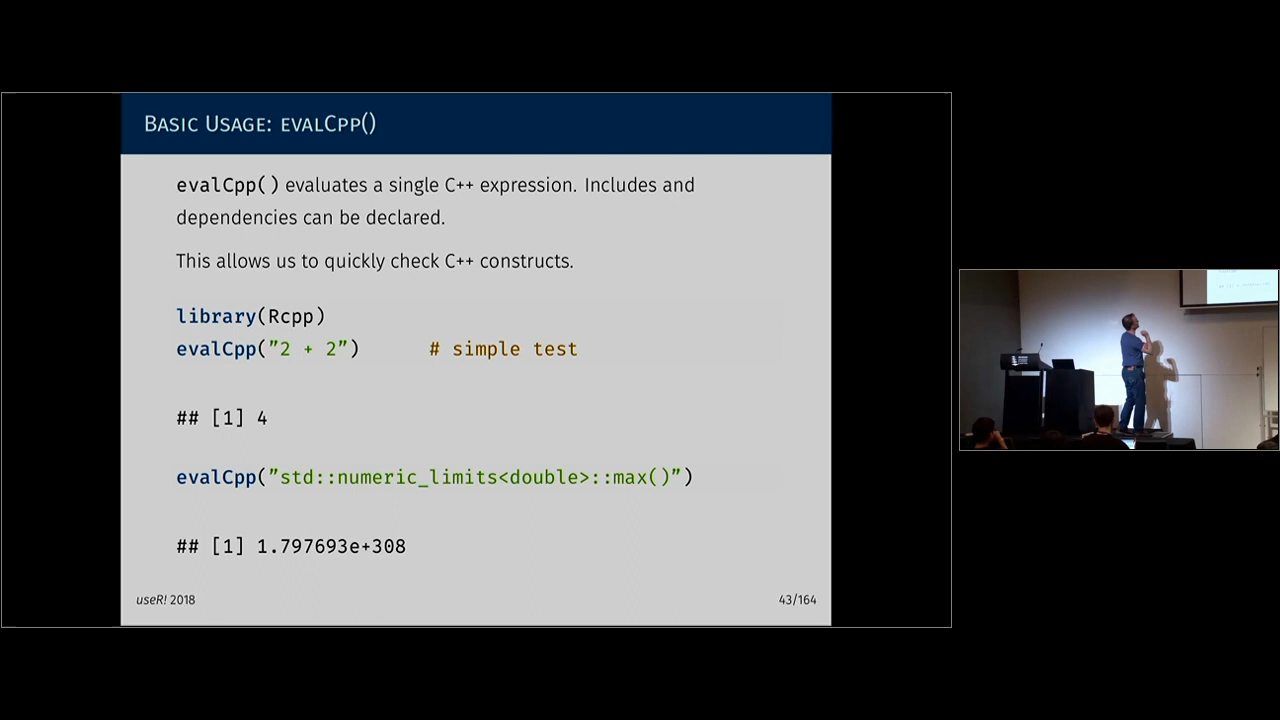 Basic Usage: evalCpp()
evalCpp() evaluates a single C++ expression. Includes and
dependencies can be declared.
This allows us to quickly check C++ constructs.
library(Rcpp)
evalCpp("2 + 2") # simple test
## [1] 4
evalCpp("std::numeric_limits<double>::max()")
## [1] 1.797693e+308
useR! 2018
43/164